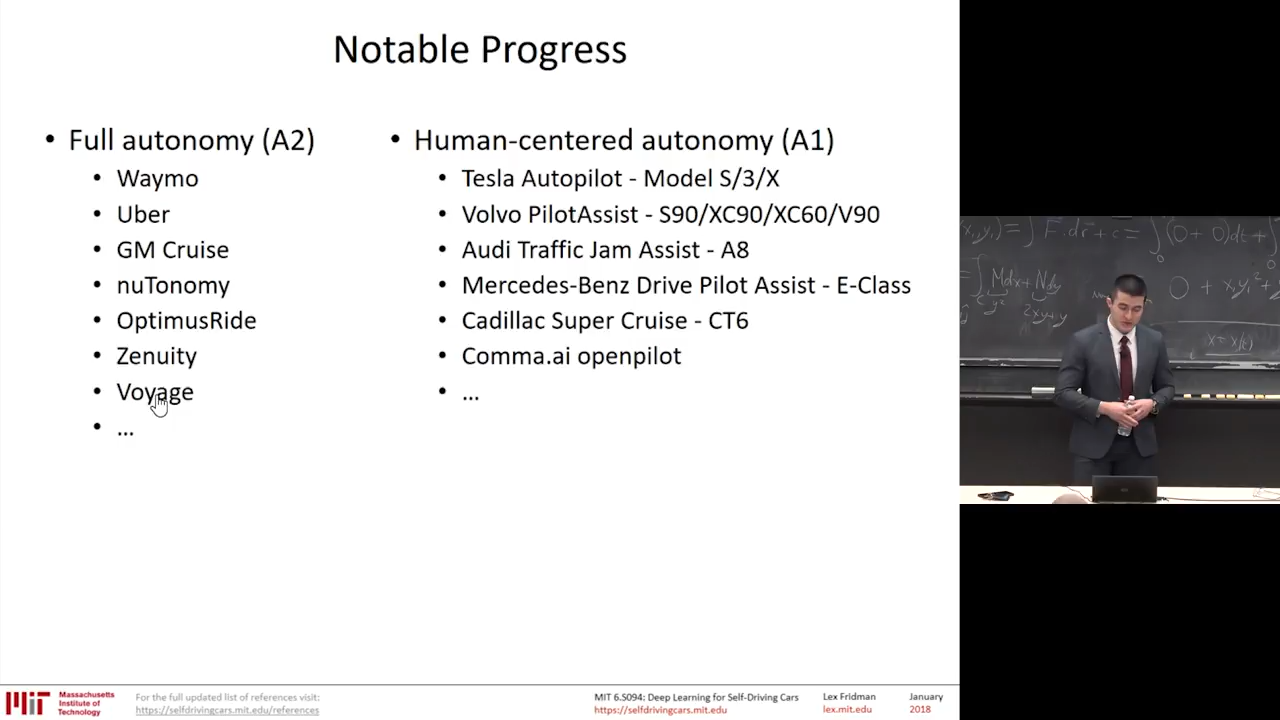 Notable Progress
• Full autonomy (A2)
• Waymo
• Uber
• GM Cruise
• nuTonomy
• OptimusRide
• Zenuity
• Voyage
• ...
• Human-centered autonomy (A1)
• Tesla Autopilot - Model S/3/X
• Volvo PilotAssist - S90/XC90/XC60/V90
• Audi Traffic Jam Assist - A8
• Mercedes-Benz Drive Pilot Assist - E-Class
• Cadillac Super Cruise - CT6
• Comma.ai openpilot
• ...
Massachusetts
Institute of
Technology
For the full updated list of references visit:
https://selfdrivingcars.mit.edu/references
MIT 6.S094: Deep Learning for Self-Driving Cars
https://selfdrivingcars.mit.edu
Lex Fridman
lex.mit.edu
January
2018